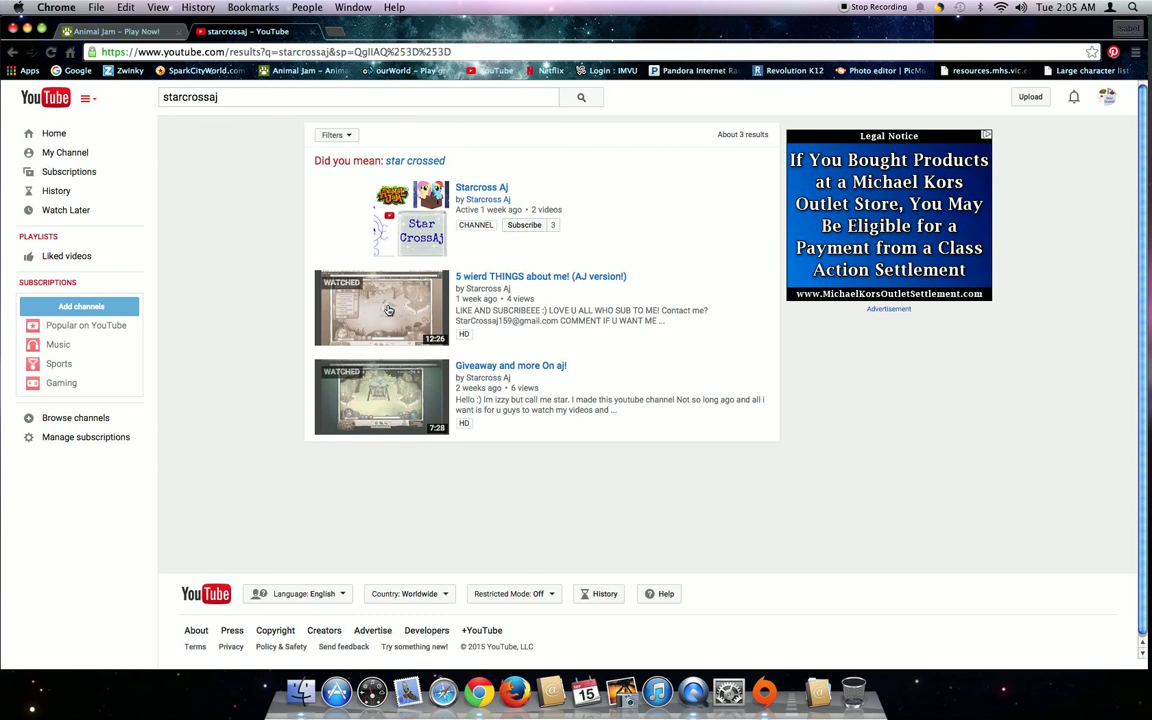 Chrome File Edit View History Bookmarks People Window Help Stop Recording Tue 2:05 AM
Animal Jam - Play Now! starcrossaj - YouTube Isabel
https://www.youtube.com/results?q=starcrossaj&sp=QgIIAQ%253D%253D
Apps Google Zwinky SparkCityWorld.com Animal Jam - Anima ourWorld - Play g YouTube Netflix Login : IMVU Pandora Internet Ra Revolution K12 Photo editor | PicM resources.mhs.vic.e Large character list
YouTube starcrossaj Upload
Home
My Channel
Subscriptions
History
Watch Later
PLAYLISTS
Liked videos
SUBSCRIPTIONS
Add channels
Popular on YouTube
Music
Sports
Gaming
Browse channels
Manage subscriptions
Filters About 3 results
Did you mean: star crossed
Star
CrossAj
Starcross Aj
by Starcross Aj
Active 1 week ago • 2 videos
CHANNEL Subscribe 3
WATCHED
12:26
5 wierd THINGS about me! (AJ version!)
by Starcross Aj
1 week ago • 4 views
LIKE AND SUBCRIBEEE :) LOVE U ALL WHO SUB TO ME! Contact me?
StarCrossaj159@gmail.com COMMENT IF U WANT ME ...
HD
WATCHED
7:28
Giveaway and more On aj!
by Starcross Aj
2 weeks ago • 6 views
Hello :) Im izzy but call me star. I made this youtube channel Not so long ago and all i
want is for u guys to watch my videos and ...
HD
Legal Notice
If You Bought Products
at a Michael Kors
Outlet Store, You May
Be Eligible for a
Payment from a Class
Action Settlement
www.MichaelKorsOutletSettlement.com
Advertisement
YouTube Language: English Country: Worldwide Restricted Mode: Off History Help
About Press Copyright Creators Advertise Developers +YouTube
Terms Privacy Policy & Safety Send feedback Try something new! © 2015 YouTube, LLC
15